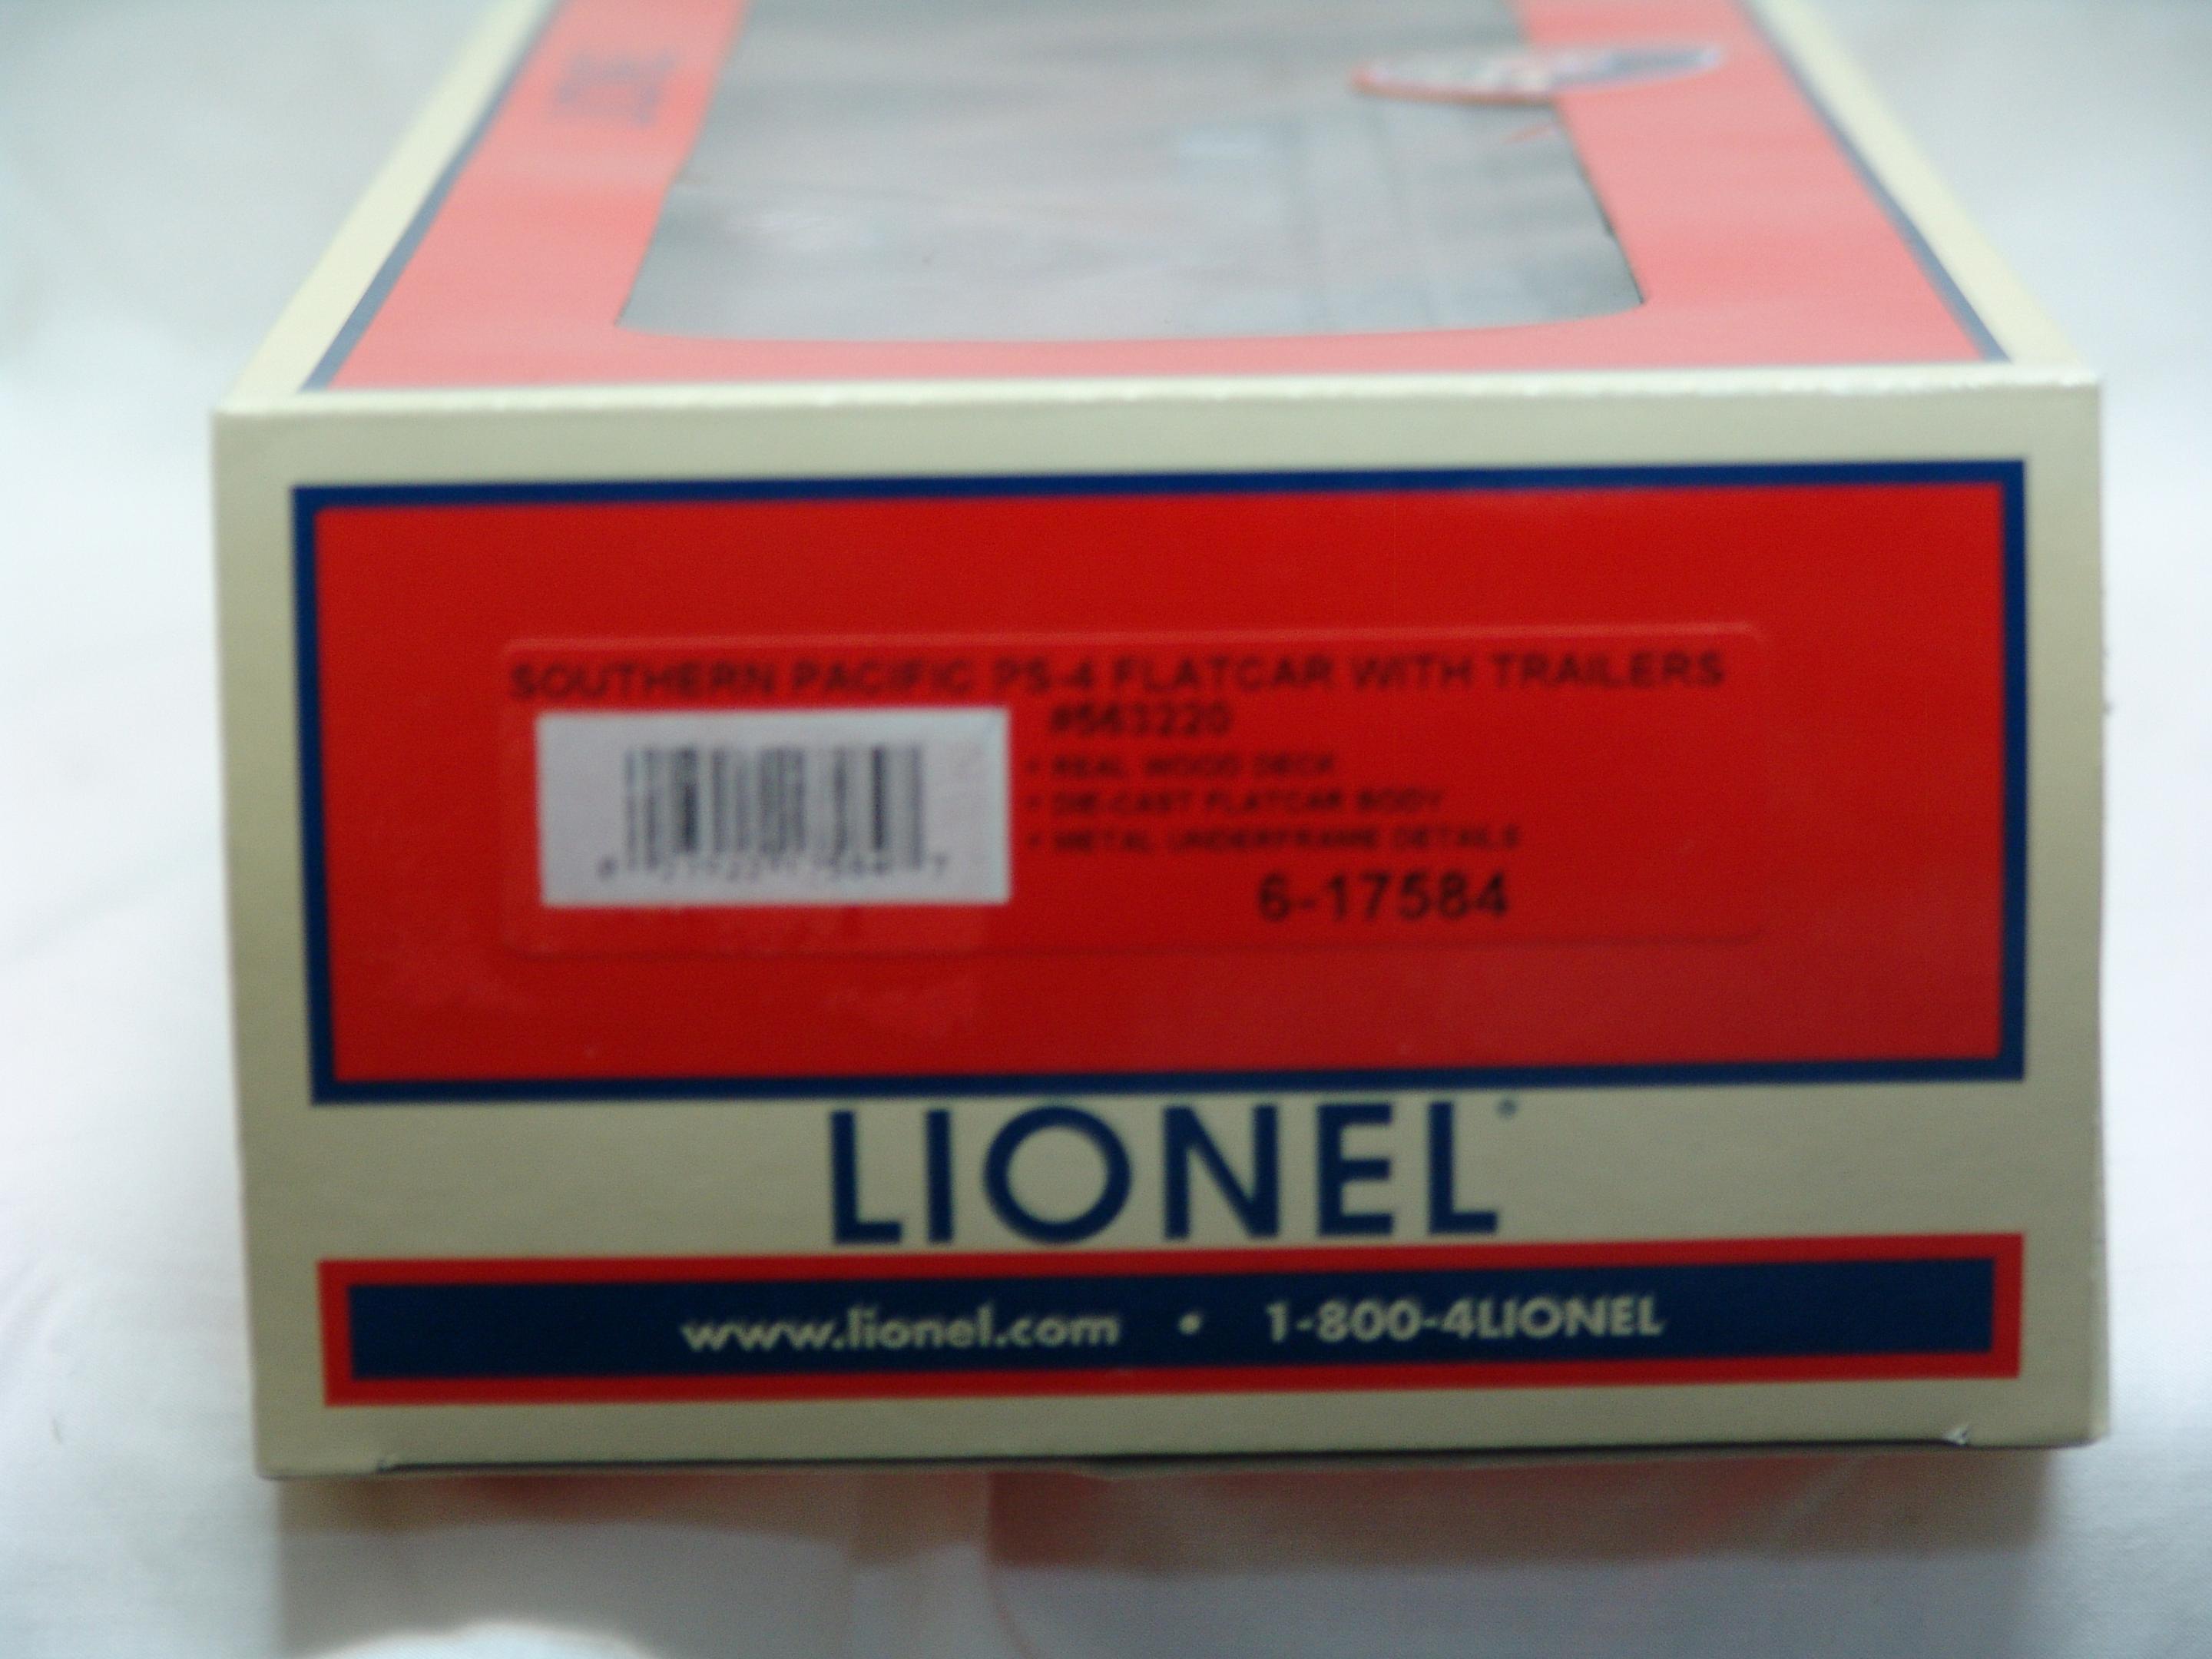 SOUTHERN PACIFIC PS-4 FLATCAR WITH TRAILERS
#563220
• REAL WOOD DECK
• DIE-CAST FLATCAR BODY
• METAL UNDERFRAME DETAILS
6-17584
LIONEL
www.lionel.com • 1-800-4LIONEL